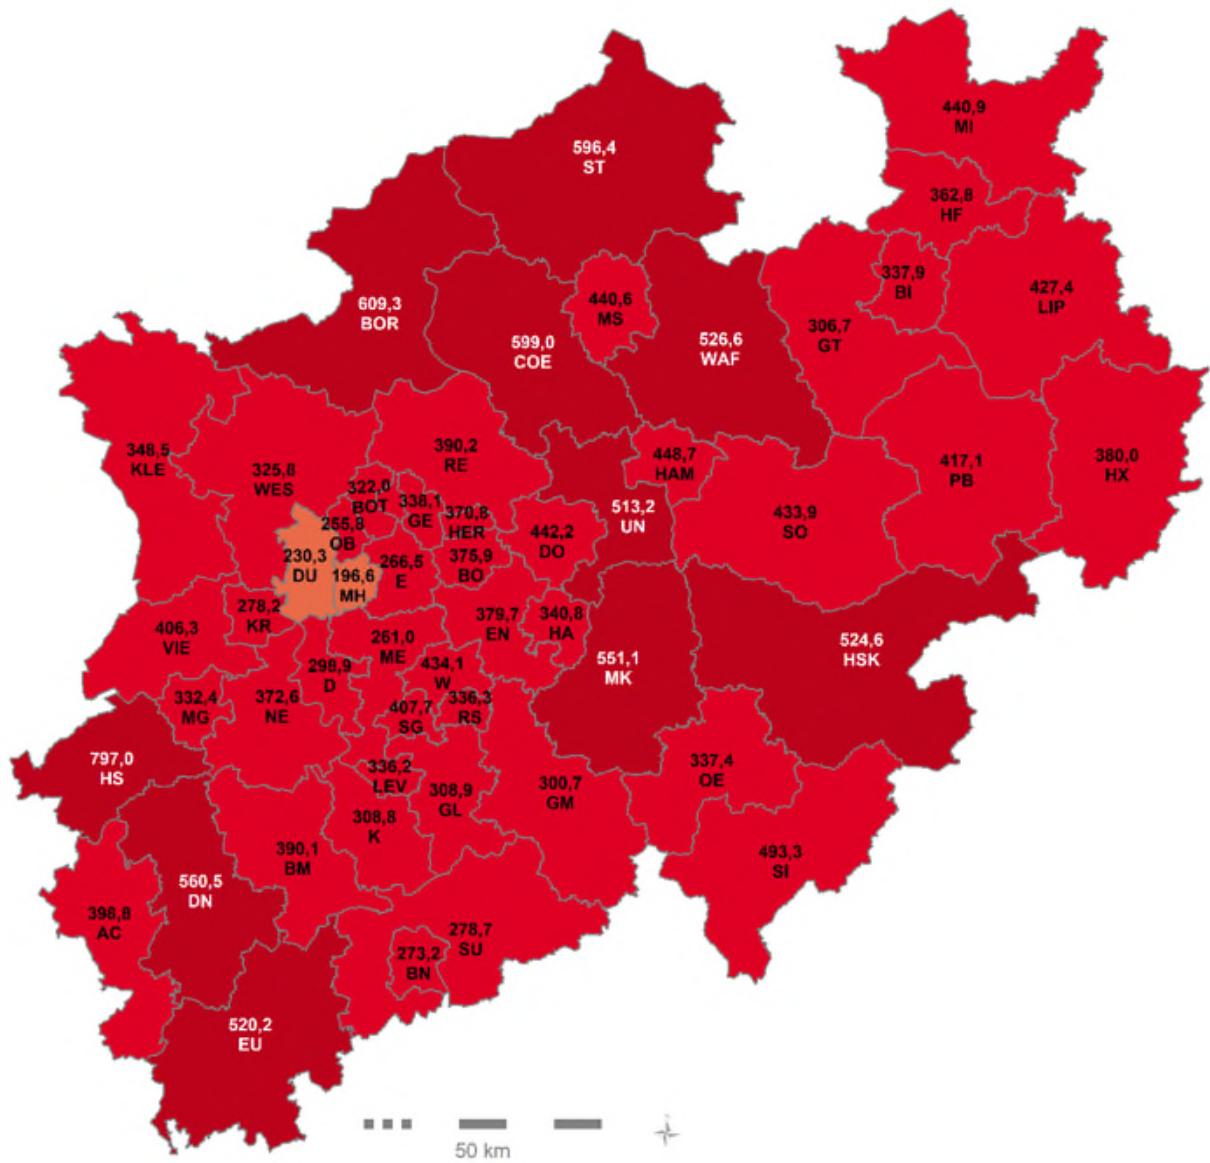 440,9
MI
596,4
ST
362,8
HF
337,9
BI
427,4
LIP
609,3
BOR
440,6
MS
306,7
GT
599,0
COE
526,6
WAF
348,5
KLE
325,8
WES
390,2
RE
448,7
HAM
417,1
PB
380,0
HX
322,0
BOT
338,1
GE
370,8
HER
513,2
UN
433,9
SO
255,8
OB
442,2
DO
230,3
DU
196,6
MH
266,5
E
375,9
BO
278,2
KR
379,7
EN
340,8
HA
406,3
VIE
261,0
ME
524,6
HSK
298,9
D
434,1
W
551,1
MK
332,4
MG
372,6
NE
407,7
SG
336,3
RS
797,0
HS
337,4
OE
336,2
LEV
308,9
GL
300,7
GM
308,8
K
390,1
BM
493,3
SI
560,5
DN
398,8
AC
278,7
SU
273,2
BN
520,2
EU
50 km